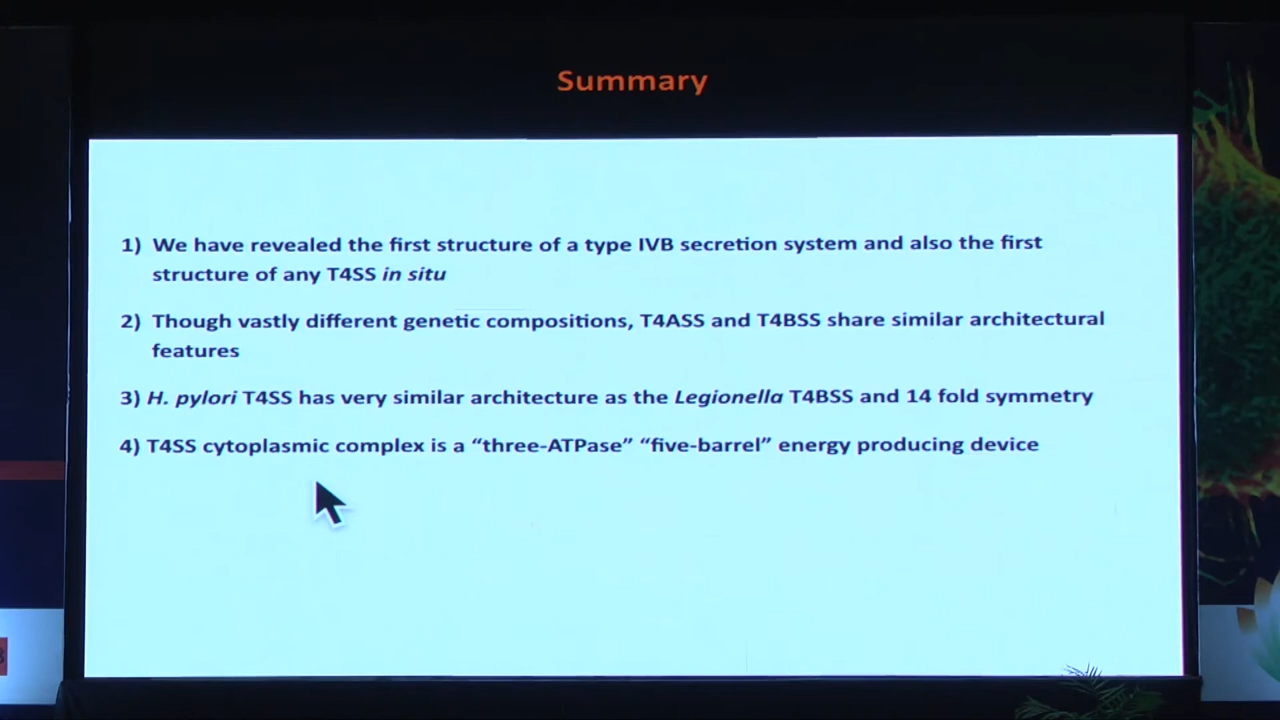 Summary
1) We have revealed the first structure of a type IVB secretion system and also the first
structure of any T4SS in situ
2) Though vastly different genetic compositions, T4ASS and T4BSS share similar architectural
features
3) H. pylori T4SS has very similar architecture as the Legionella T4BSS and 14 fold symmetry
4) T4SS cytoplasmic complex is a “three-ATPase” “five-barrel” energy producing device